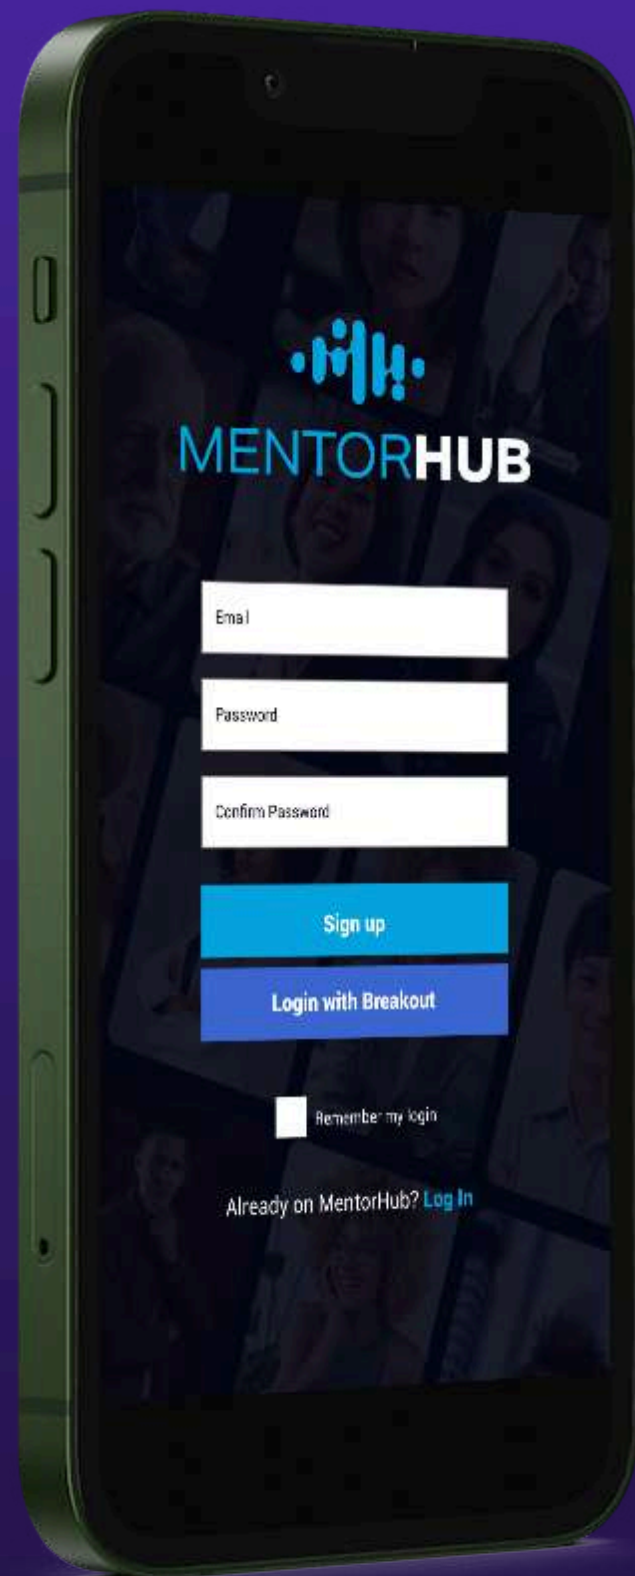 MENTORHUB
Email
Password
Confirm Password
Sign up
Login with Breakout
Remember my login
Already on MentorHub? Log In